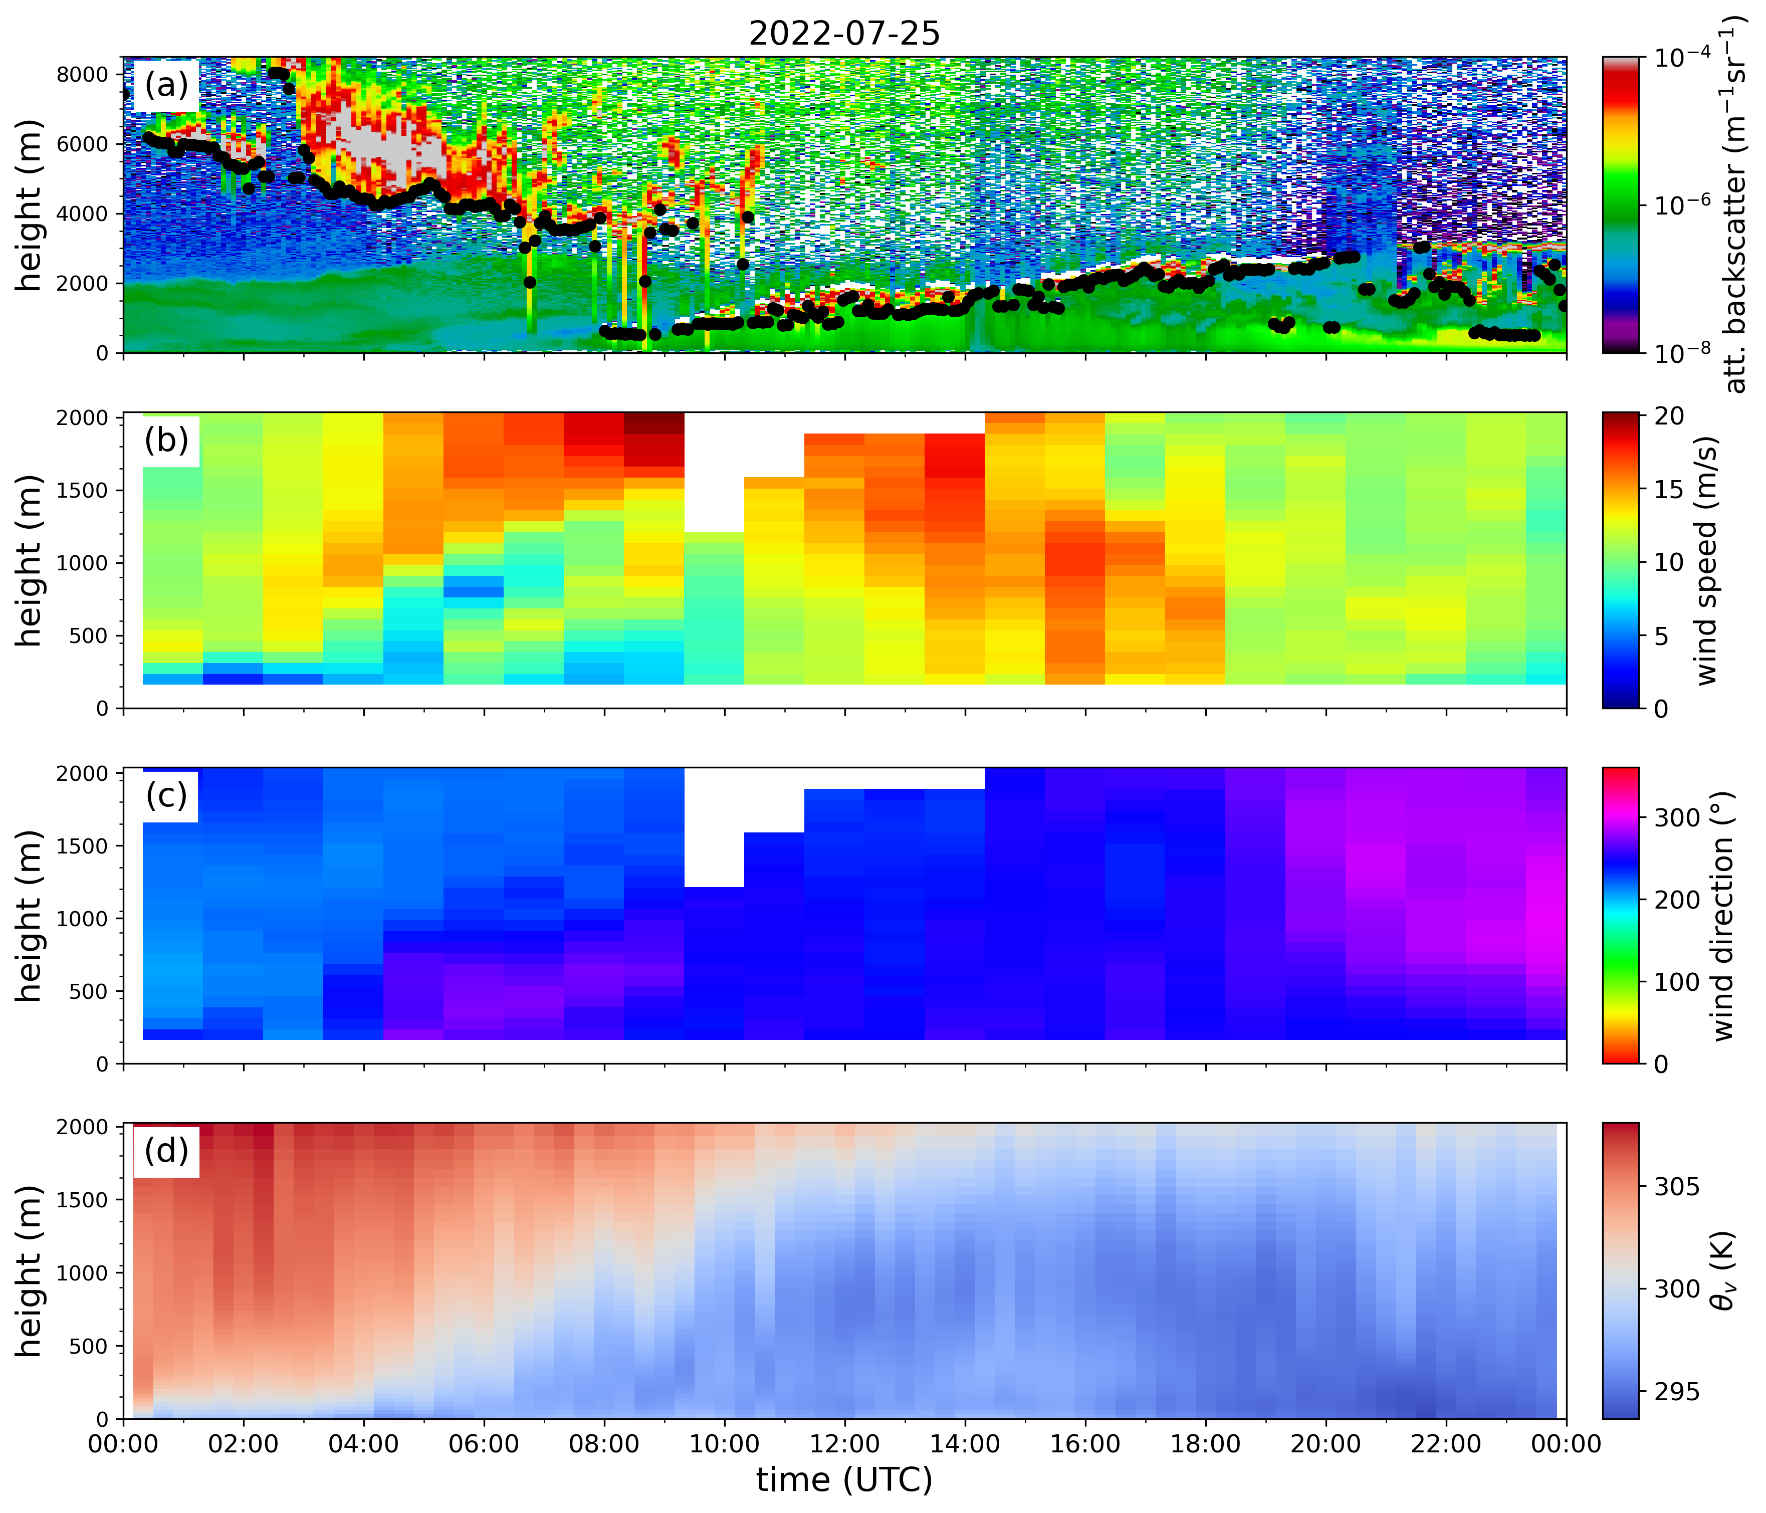 2022-07-25
(a)
height (m)
8000
6000
4000
2000
0
10⁻⁴
10⁻⁶
10⁻⁸
att. backscatter (m⁻¹sr⁻¹)
(b)
height (m)
2000
1500
1000
500
0
20
15
10
5
0
wind speed (m/s)
(c)
height (m)
2000
1500
1000
500
0
300
200
100
0
wind direction (°)
(d)
height (m)
2000
1500
1000
500
0
305
300
295
θᵥ (K)
00:00 02:00 04:00 06:00 08:00 10:00 12:00 14:00 16:00 18:00 20:00 22:00 00:00
time (UTC)